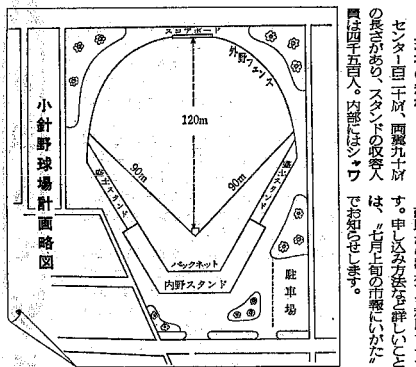 センター百二十㍍、両翼九十㍍
の長さがあり、スタンドの収容人
員は四千五百人。内部にはシャワ
す。申し込み方法など詳しいこと
は、〝七月上旬の市報にいがた〟
でお知らせします。
小針野球場計画略図
スコアボード
外野フェンス
120m
90m
90m
盛土スタンド
盛土スタンド
バックネット
内野スタンド
駐車場